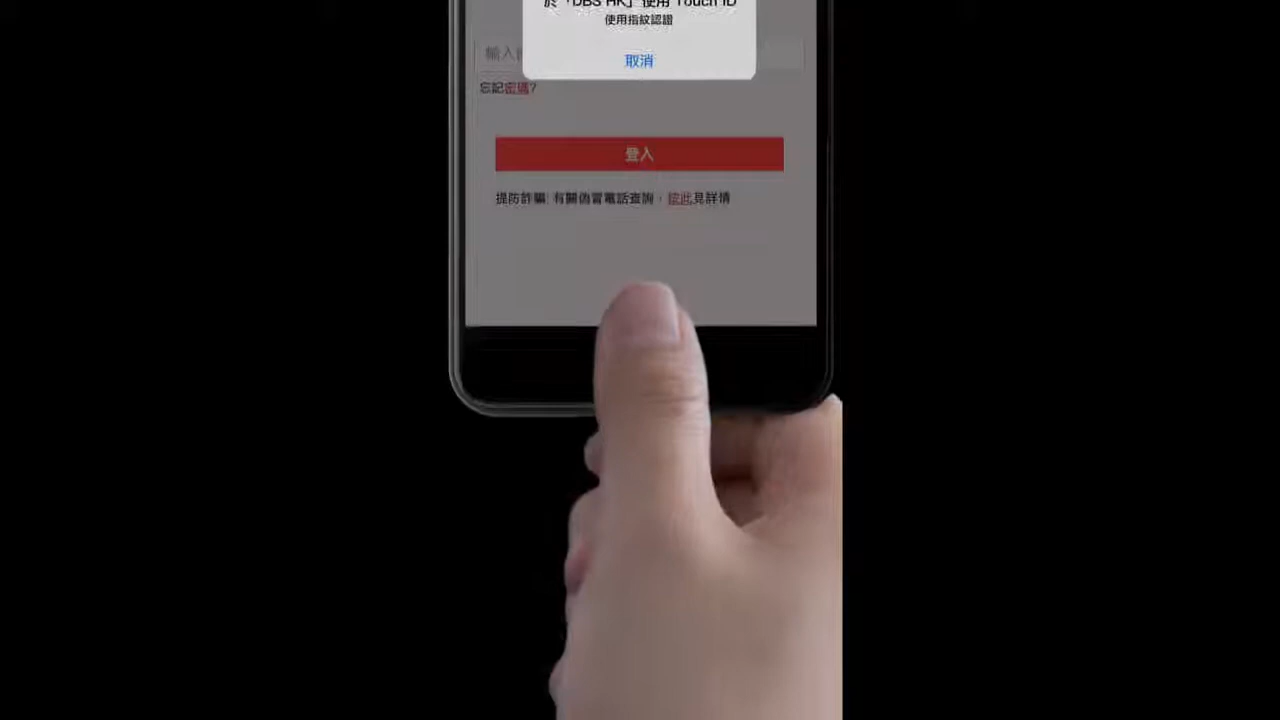 於「DBS HK」使用 Touch ID
使用指紋認證
取消
輸入
忘記密碼?
登入
提防詐騙: 有關偽冒電話查詢，按此見詳情